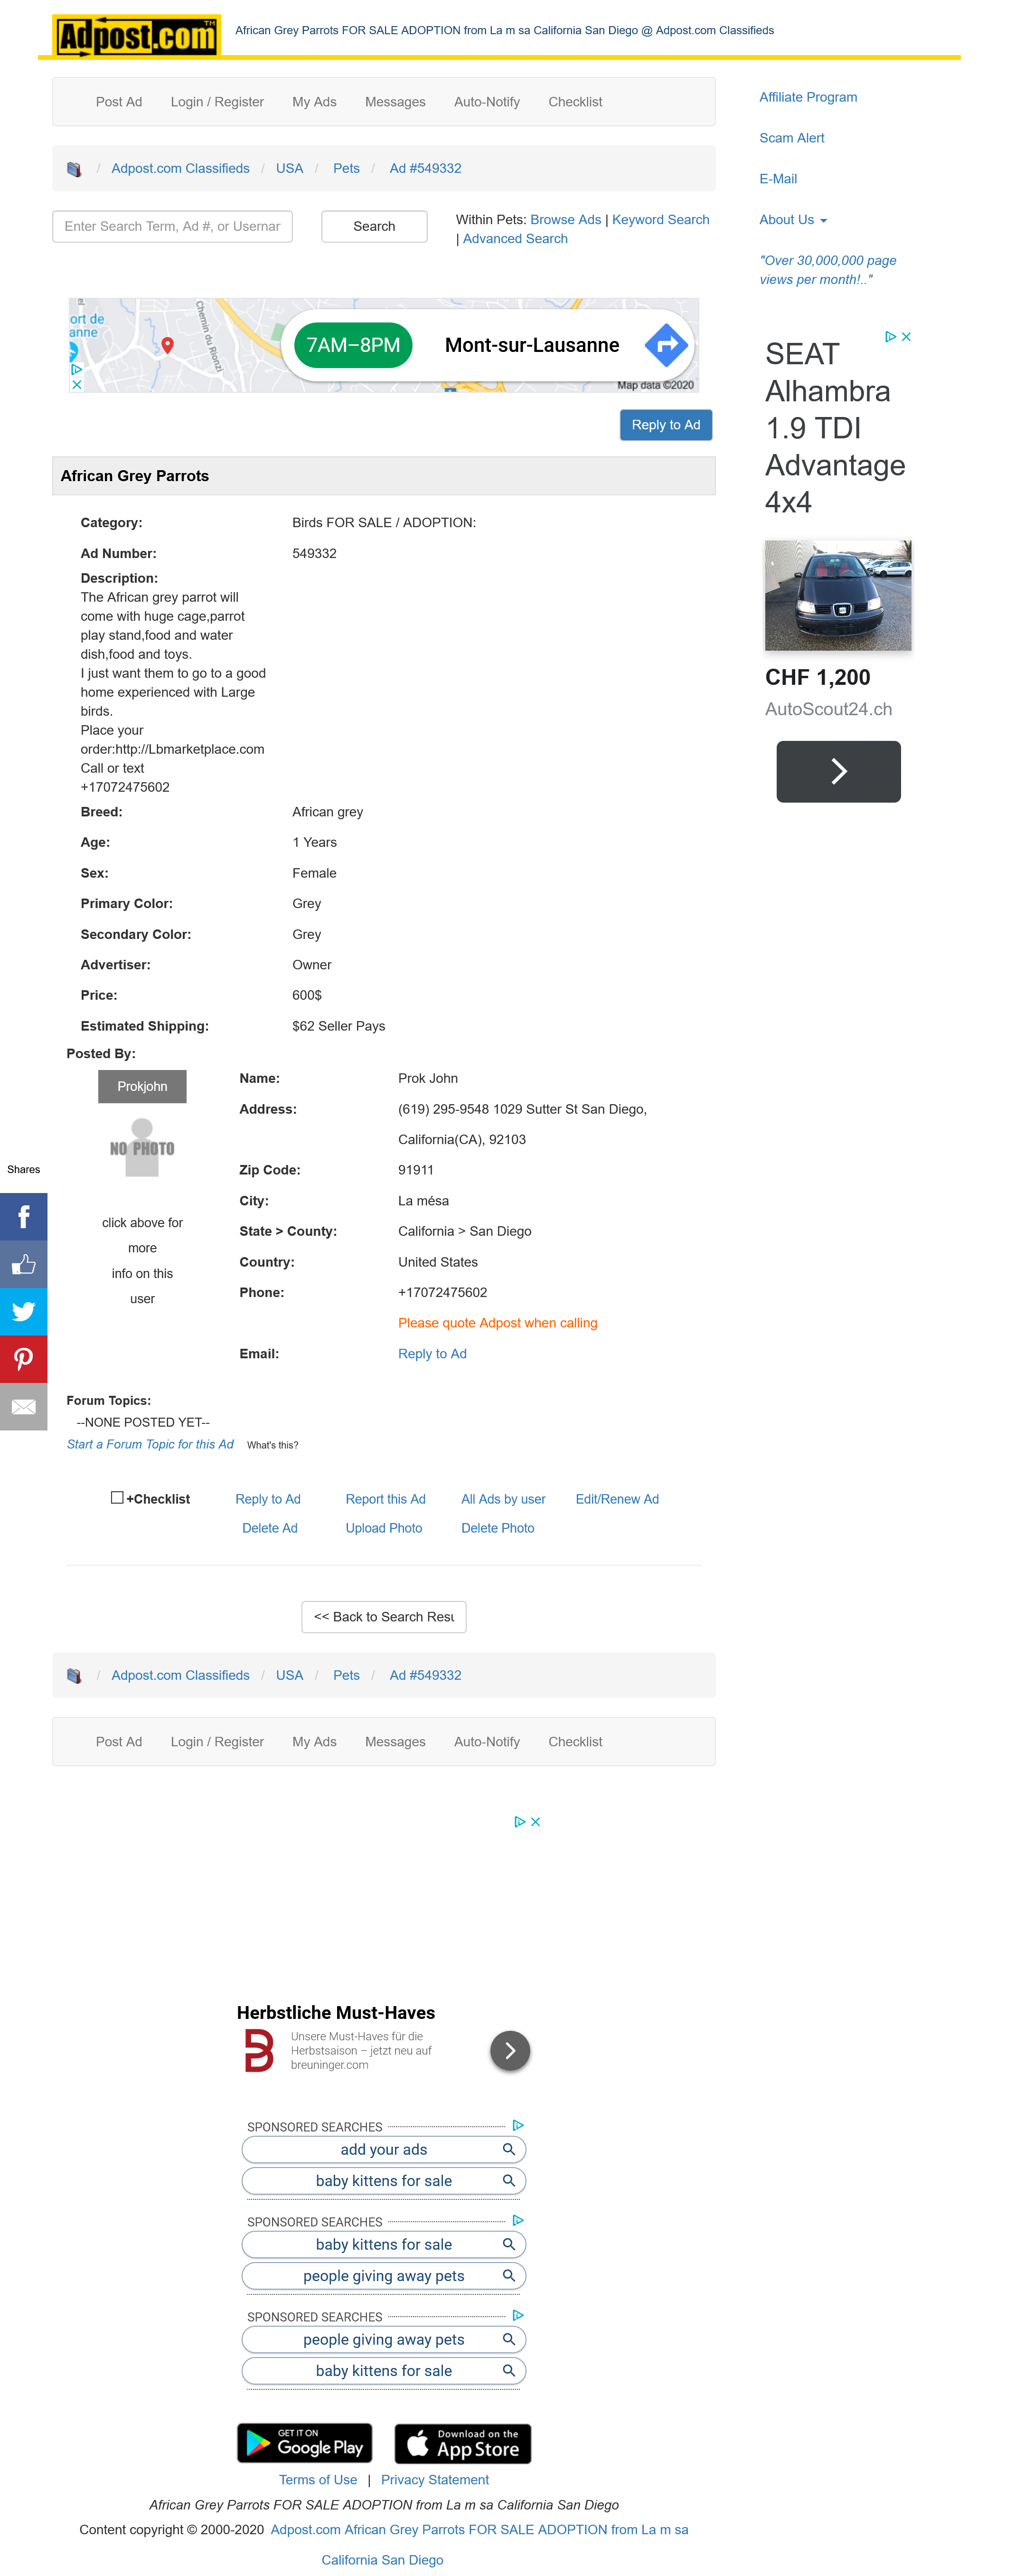 Adpost.com TM
African Grey Parrots FOR SALE ADOPTION from La m sa California San Diego @ Adpost.com Classifieds
Post Ad Login / Register My Ads Messages Auto-Notify Checklist
/ Adpost.com Classifieds / USA / Pets / Ad #549332
Enter Search Term, Ad #, or Usernar
Search
Within Pets: Browse Ads | Keyword Search
| Advanced Search
Affiliate Program
Scam Alert
E-Mail
About Us
"Over 30,000,000 page
views per month!.."
ort de
anne
Chemin du Rionzi
7AM–8PM
Mont-sur-Lausanne
Map data ©2020
Reply to Ad
SEAT
Alhambra
1.9 TDI
Advantage
4x4
CHF 1,200
AutoScout24.ch
African Grey Parrots
Category: Birds FOR SALE / ADOPTION:
Ad Number: 549332
Description:
The African grey parrot will
come with huge cage,parrot
play stand,food and water
dish,food and toys.
I just want them to go to a good
home experienced with Large
birds.
Place your
order:http://Lbmarketplace.com
Call or text
+17072475602
Breed: African grey
Age: 1 Years
Sex: Female
Primary Color: Grey
Secondary Color: Grey
Advertiser: Owner
Price: 600$
Estimated Shipping: $62 Seller Pays
Posted By:
Prokjohn
NO PHOTO
click above for
more
info on this
user
Name: Prok John
Address: (619) 295-9548 1029 Sutter St San Diego,
California(CA), 92103
Zip Code: 91911
City: La mésa
State > County: California > San Diego
Country: United States
Phone: +17072475602
Please quote Adpost when calling
Email: Reply to Ad
Shares
Forum Topics:
--NONE POSTED YET--
Start a Forum Topic for this Ad What's this?
+Checklist Reply to Ad Report this Ad All Ads by user Edit/Renew Ad
Delete Ad Upload Photo Delete Photo
<< Back to Search Resu
/ Adpost.com Classifieds / USA / Pets / Ad #549332
Post Ad Login / Register My Ads Messages Auto-Notify Checklist
Herbstliche Must-Haves
Unsere Must-Haves für die
Herbstsaison – jetzt neu auf
breuninger.com
SPONSORED SEARCHES
add your ads
baby kittens for sale
SPONSORED SEARCHES
baby kittens for sale
people giving away pets
SPONSORED SEARCHES
people giving away pets
baby kittens for sale
GET IT ON
Google Play
Download on the
App Store
Terms of Use | Privacy Statement
African Grey Parrots FOR SALE ADOPTION from La m sa California San Diego
Content copyright © 2000-2020 Adpost.com African Grey Parrots FOR SALE ADOPTION from La m sa
California San Diego